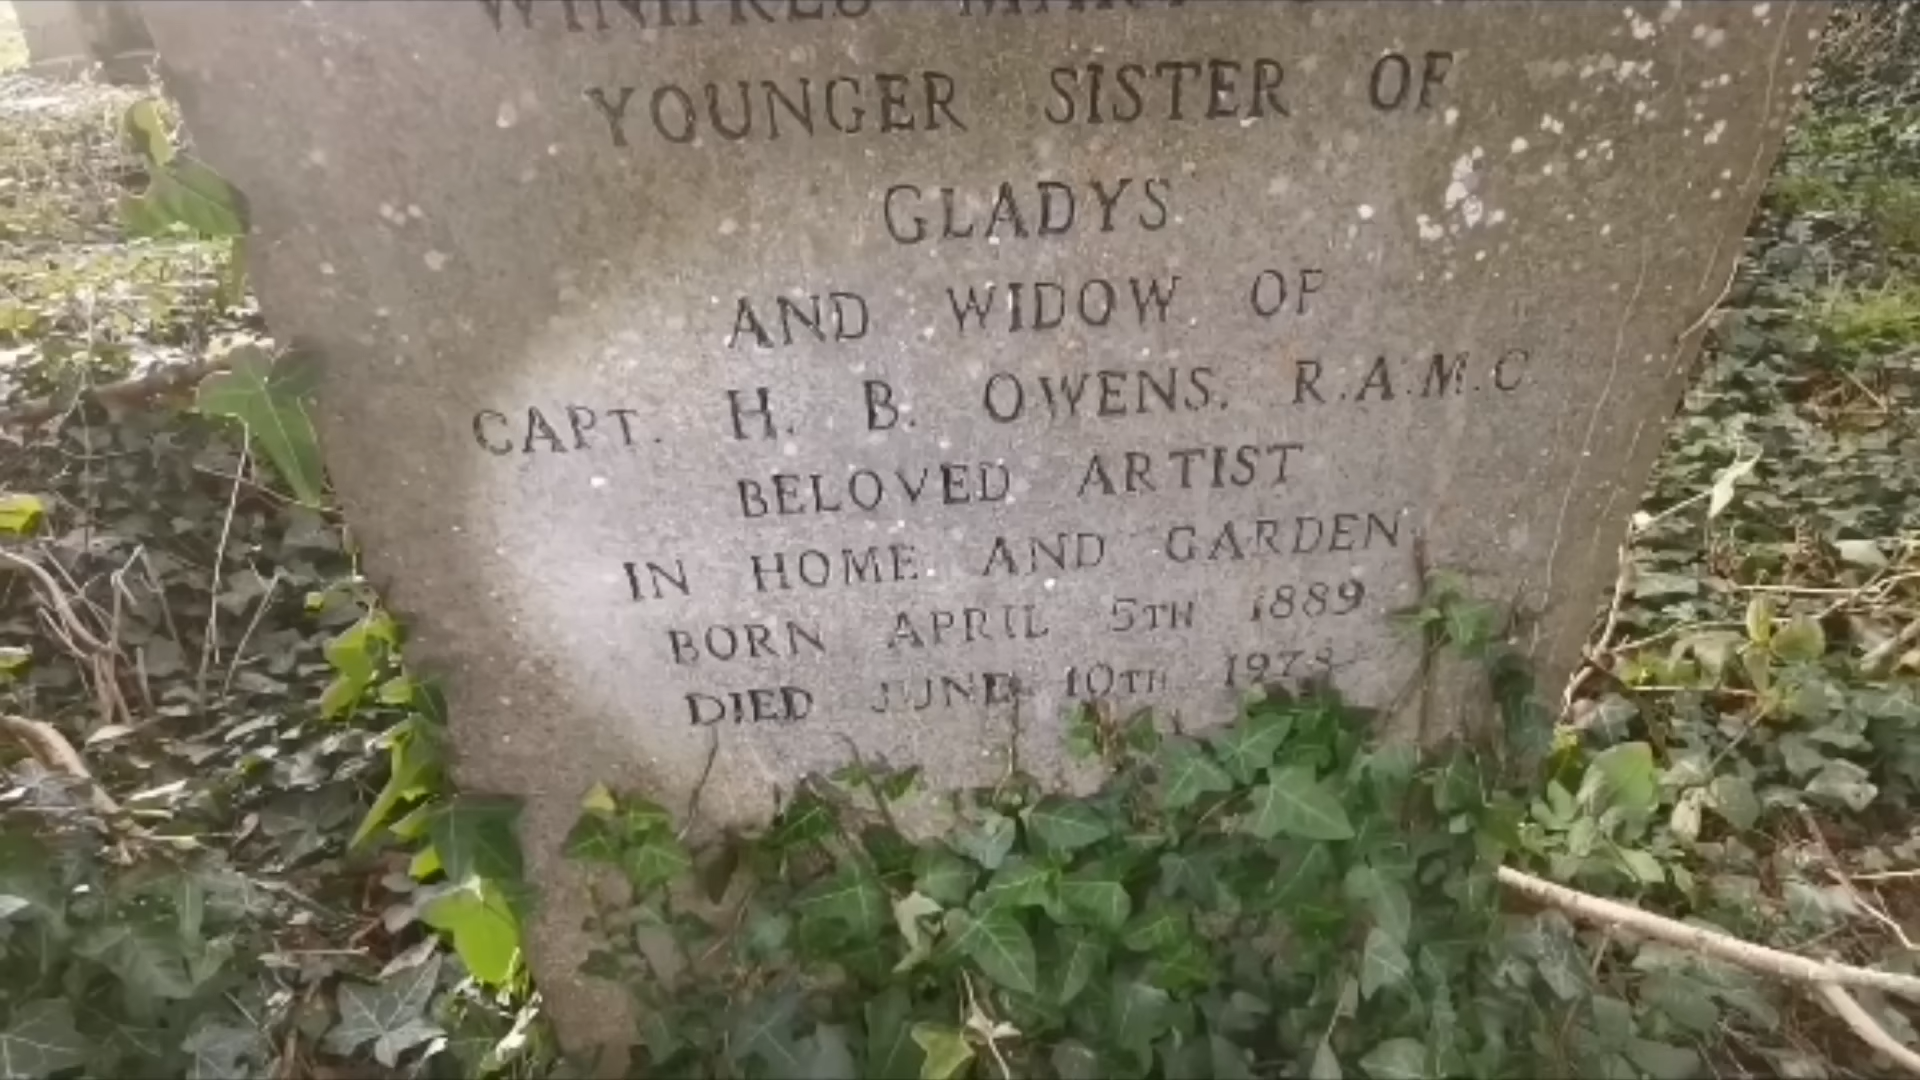 YOUNGER SISTER OF
GLADYS
AND WIDOW OF
CAPT. H. B. OWENS. R.A.M.C.
BELOVED ARTIST
IN HOME AND GARDEN.
BORN APRIL 5TH 1889
DIED JUNE 10TH